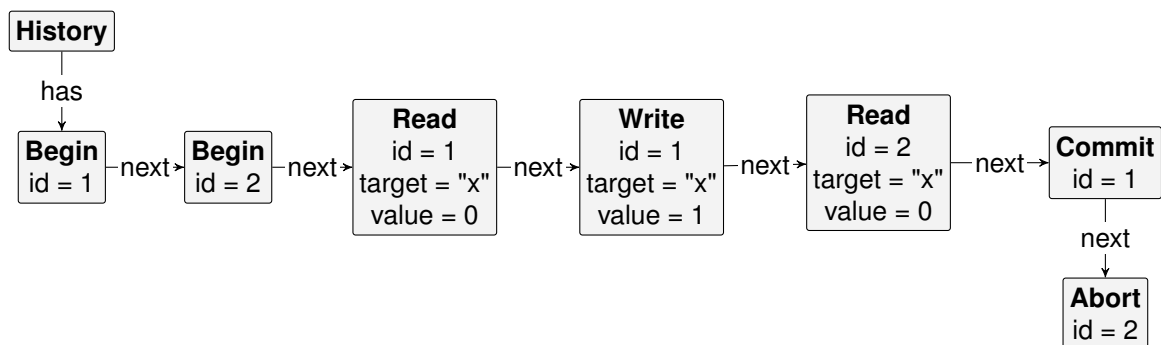 History
has
Begin
id = 1
next
Begin
id = 2
next
Read
id = 1
target = "x"
value = 0
next
Write
id = 1
target = "x"
value = 1
next
Read
id = 2
target = "x"
value = 0
next
Commit
id = 1
next
Abort
id = 2